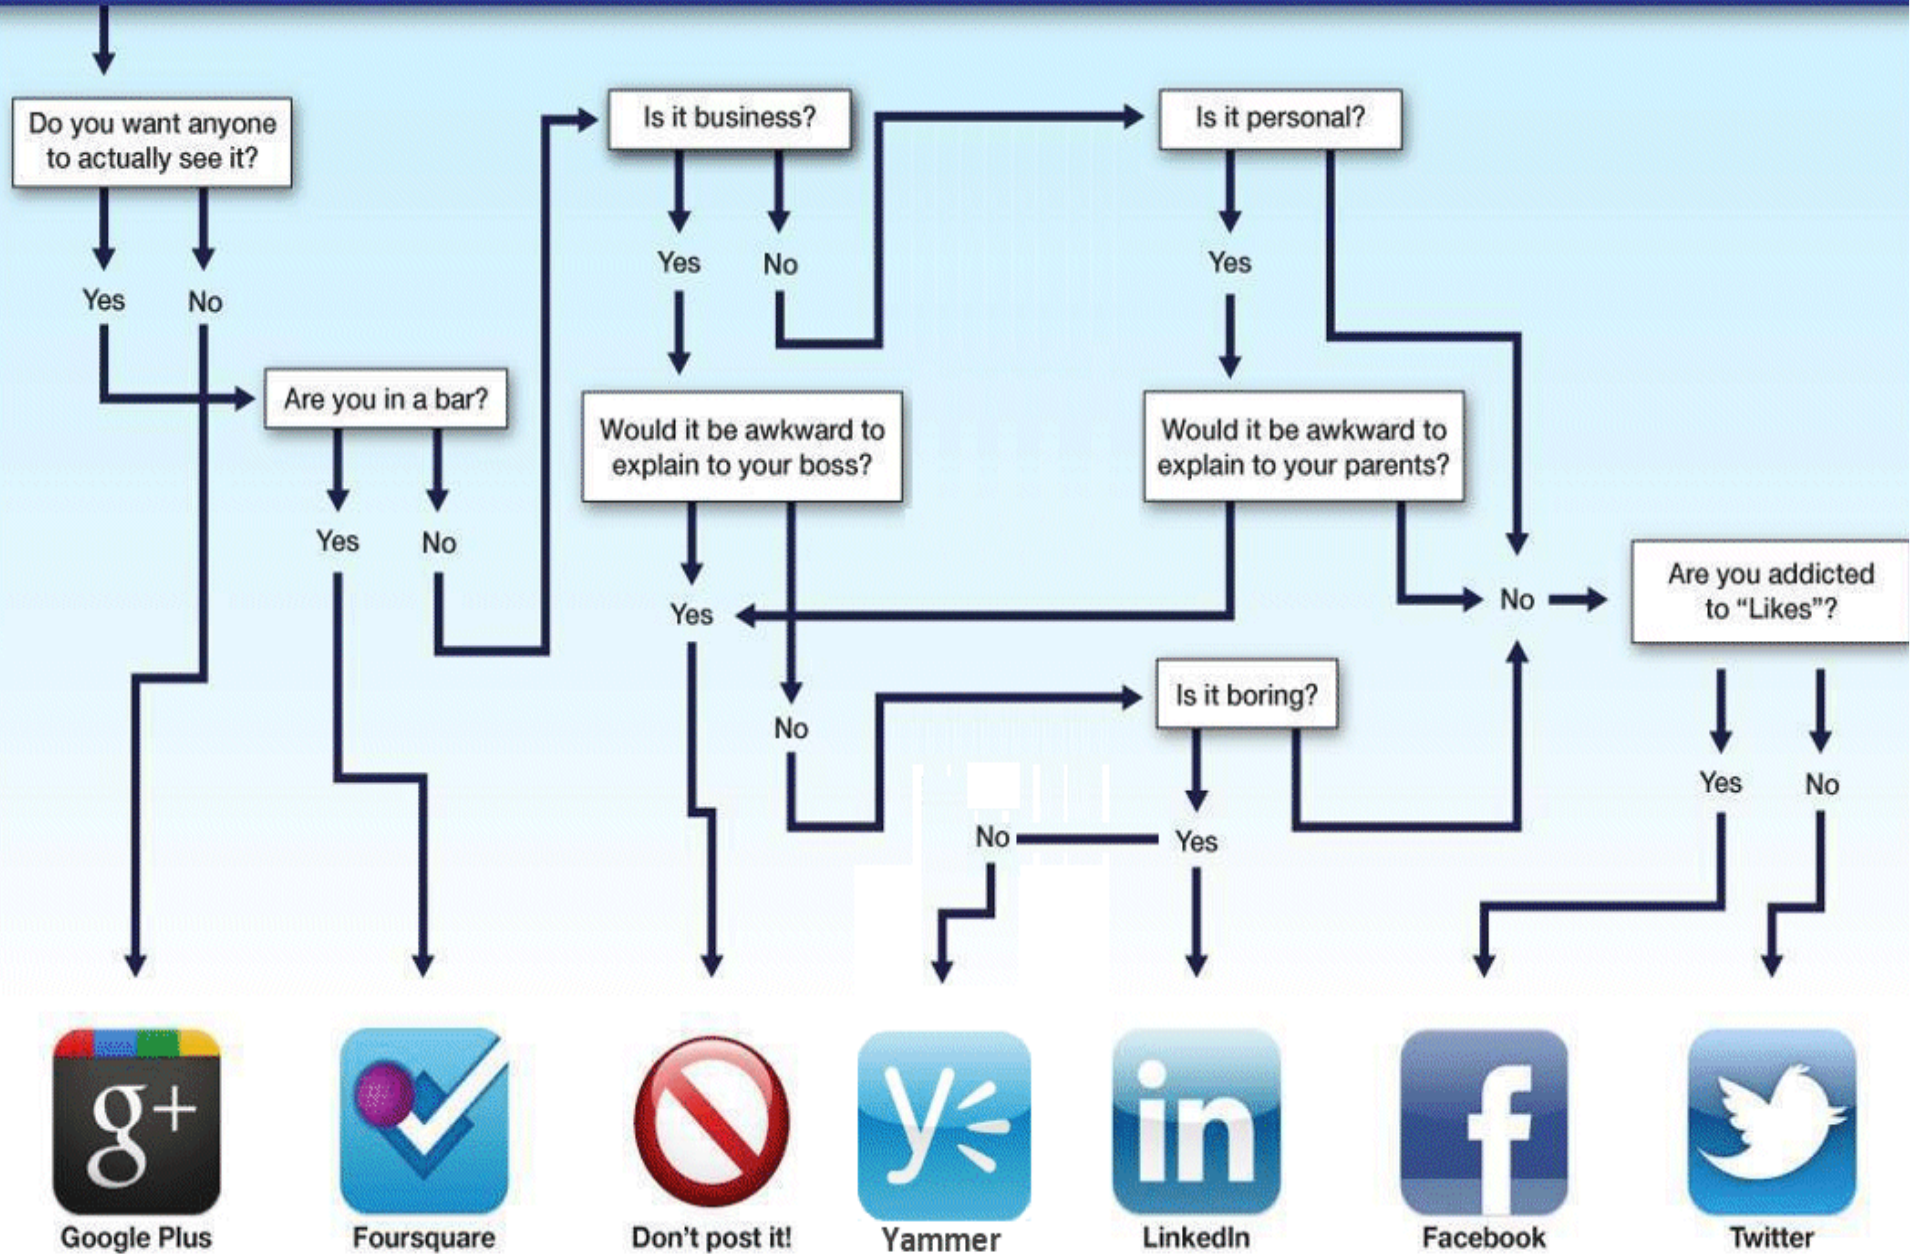 Do you want anyone
to actually see it?
Yes
No
Are you in a bar?
Yes
No
Is it business?
Yes
No
Would it be awkward to
explain to your boss?
Yes
No
Is it personal?
Yes
Would it be awkward to
explain to your parents?
No
Is it boring?
No
Yes
Are you addicted
to “Likes”?
Yes
No
g+
y
in
f
Google Plus
Foursquare
Don't post it!
Yammer
LinkedIn
Facebook
Twitter